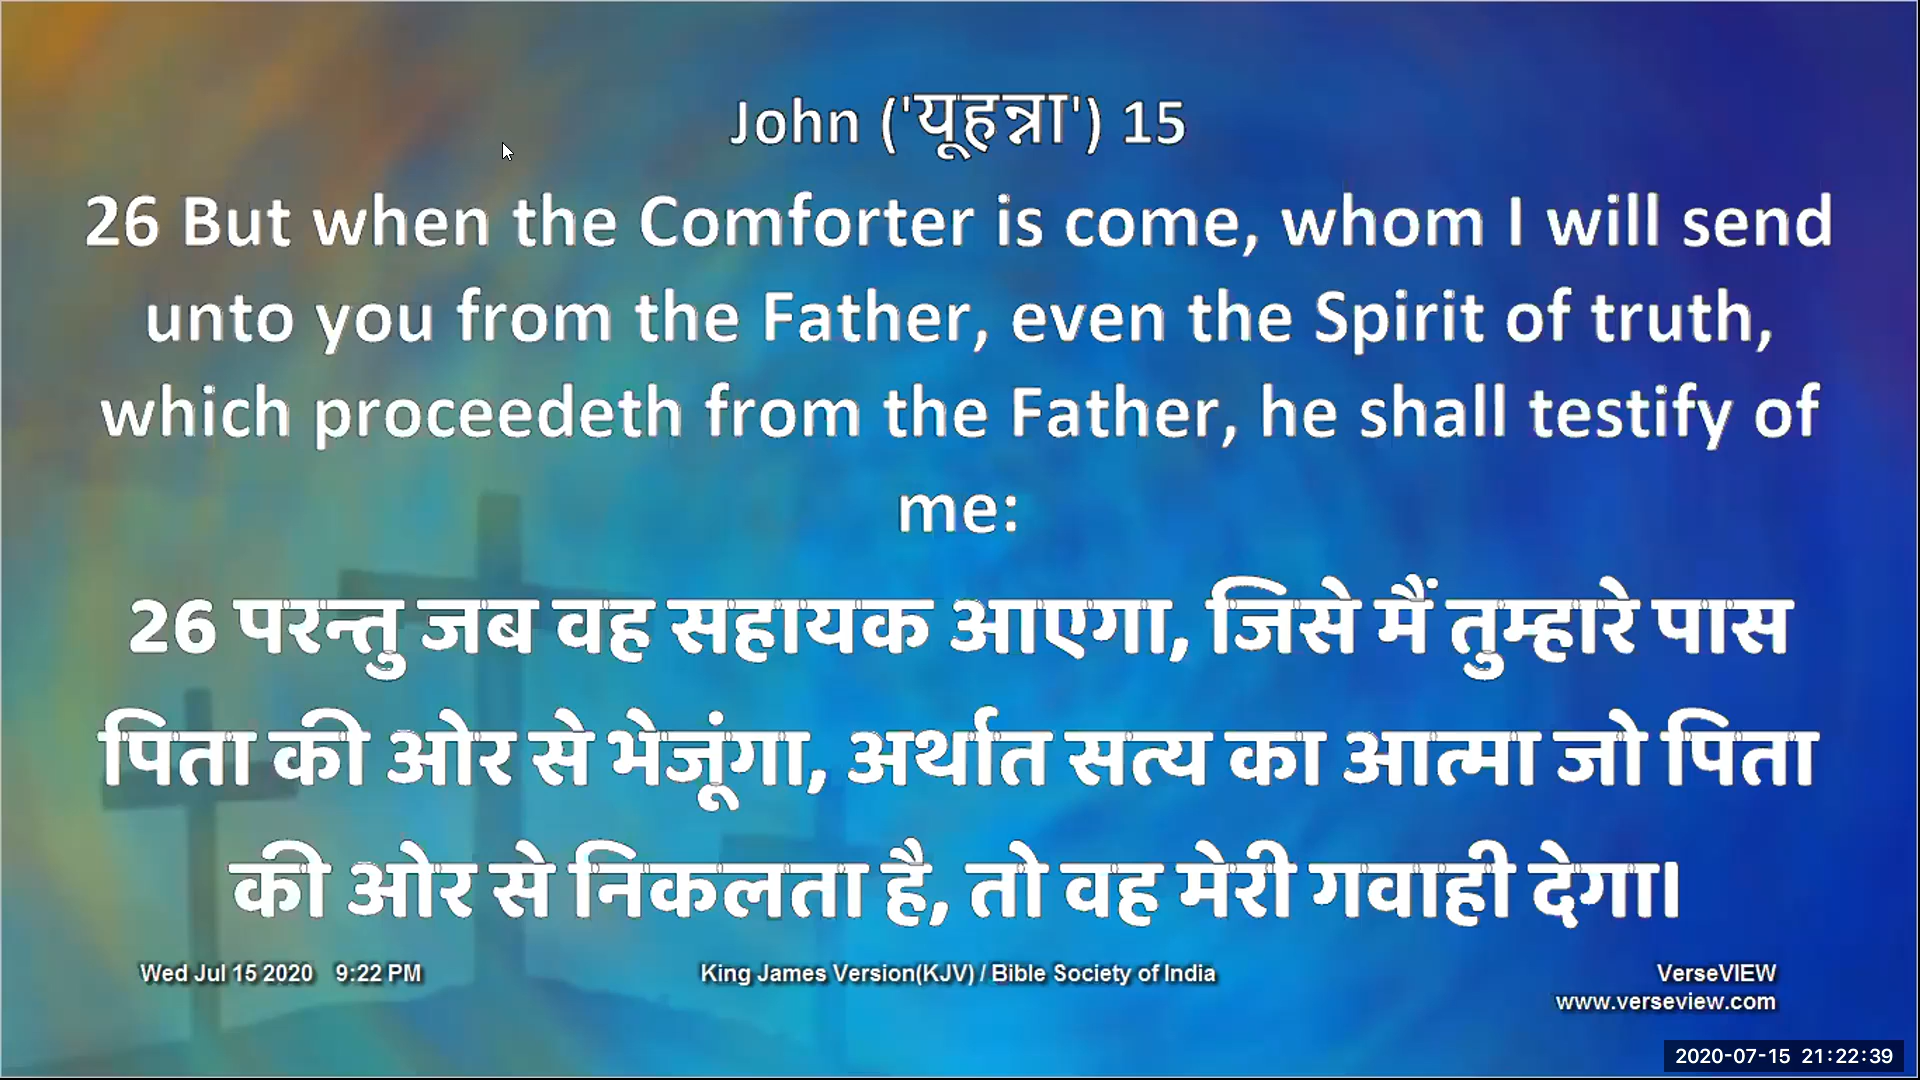 John ('यूहन्ना') 15
26 But when the Comforter is come, whom I will send
unto you from the Father, even the Spirit of truth,
which proceedeth from the Father, he shall testify of
me:
26 परन्तु जब वह सहायक आएगा, जिसे मैं तुम्हारे पास
पिता की ओर से भेजूंगा, अर्थात सत्य का आत्मा जो पिता
की ओर से निकलता है, तो वह मेरी गवाही देगा।
Wed Jul 15 2020 9:22 PM
King James Version(KJV) / Bible Society of India
VerseVIEW
www.verseview.com
2020-07-15 21:22:39